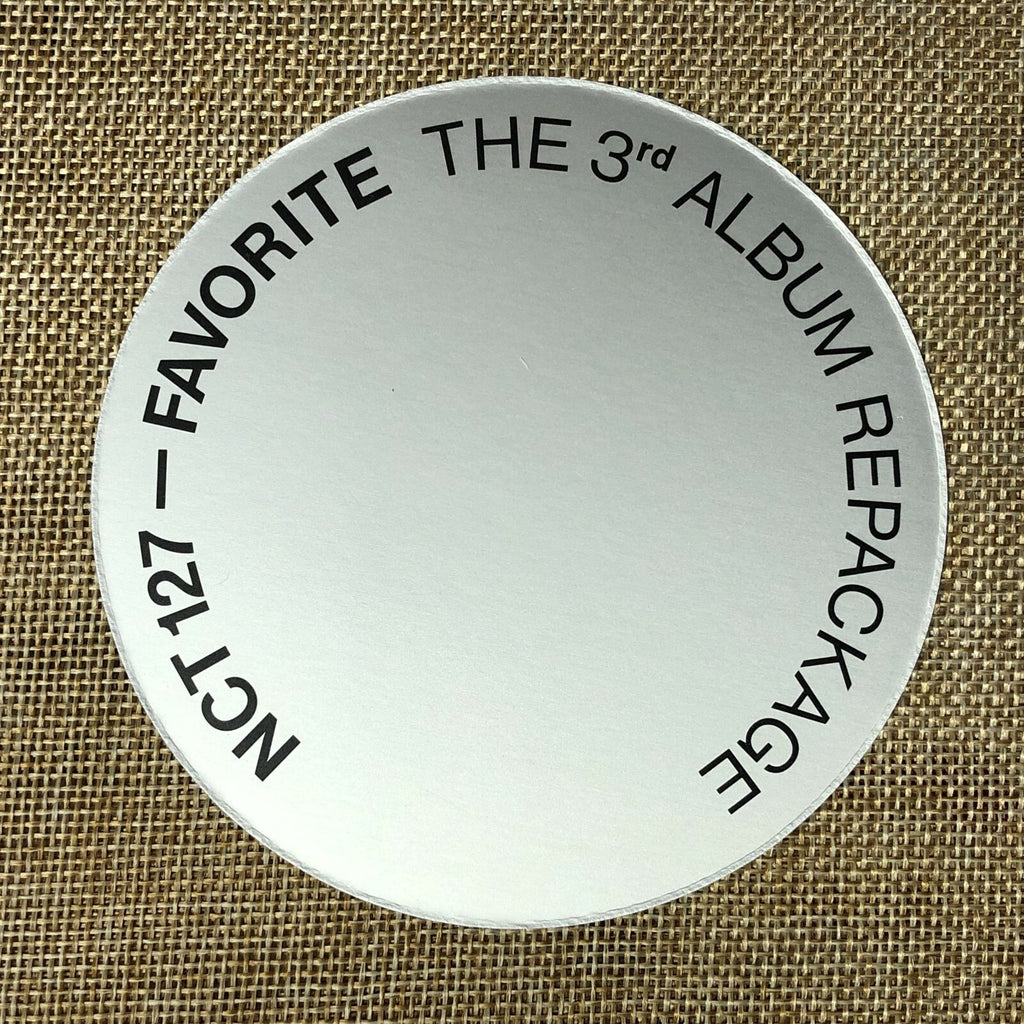 NCT 127 — FAVORITE THE 3rd ALBUM REPACKAGE